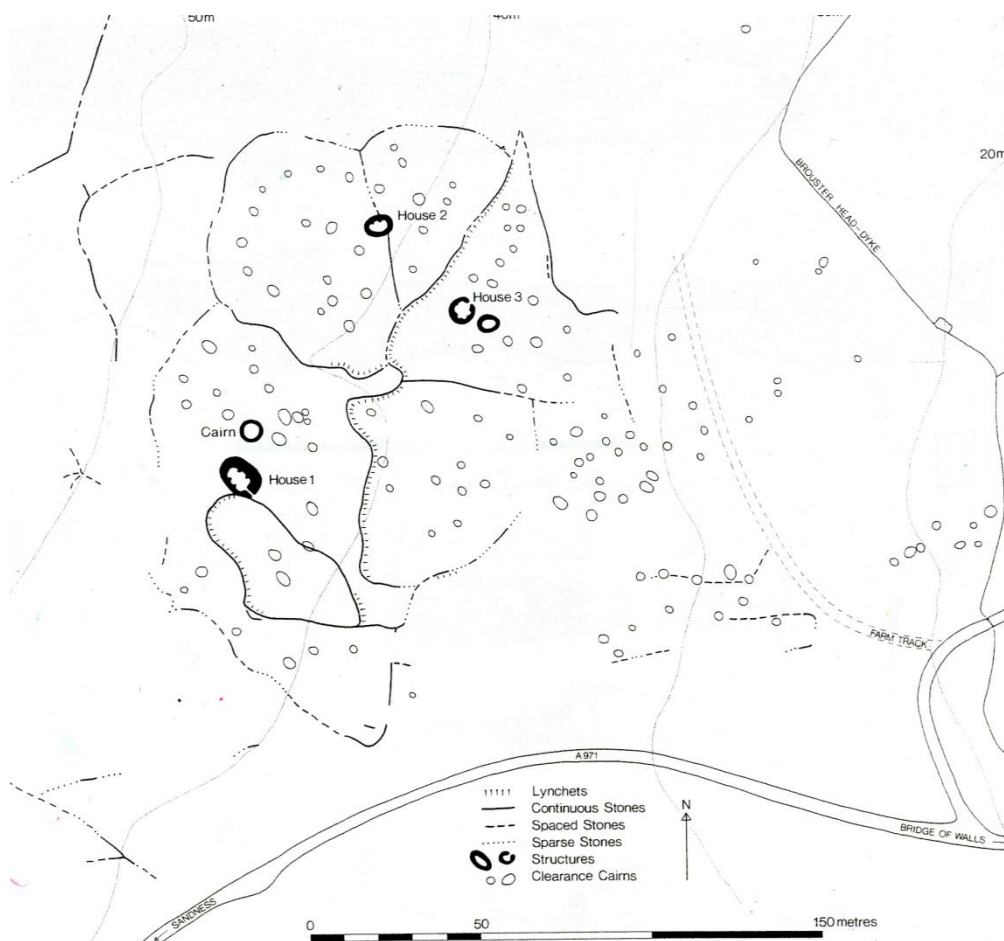 50m
40m
20m
BROUSTER HEAD-DYKE
House 2
House 3
Cairn
House 1
FARM TRACK
A 971
BRIDGE OF WALLS
SANDNESS
Lynchets
Continuous Stones
Spaced Stones
Sparse Stones
Structures
Clearance Cairns
N
0 50 150 metres